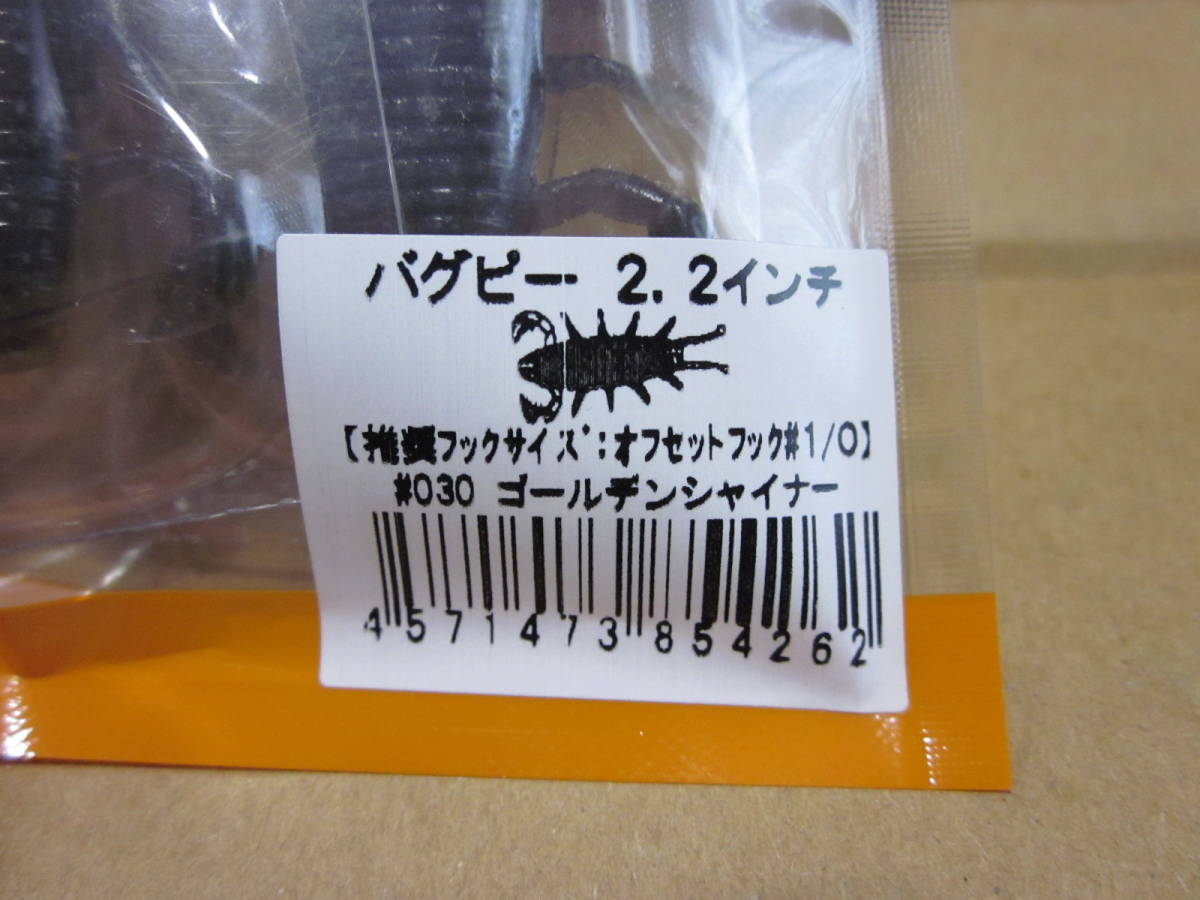 バグピー 2.2インチ
【推奨フックサイズ:オフセットフック#1/0】
#030 ゴールデンシャイナー
4571473854262